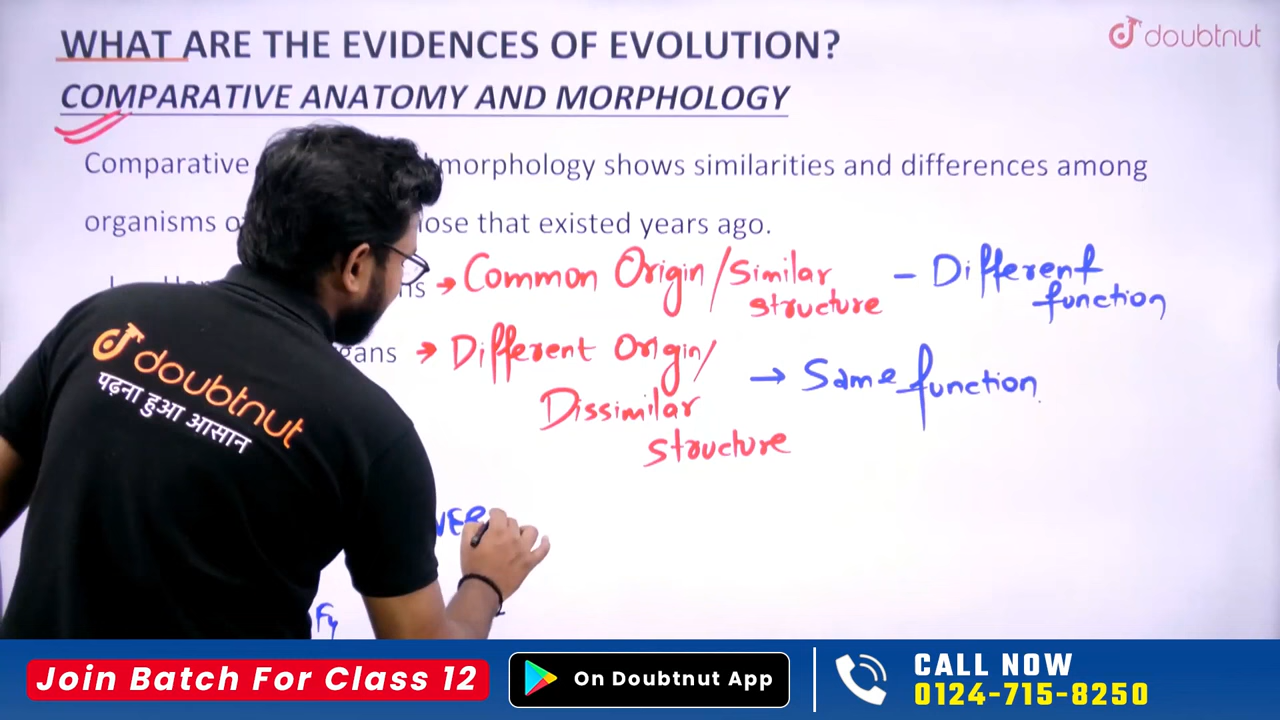 WHAT ARE THE EVIDENCES OF EVOLUTION?
doubtnut
COMPARATIVE ANATOMY AND MORPHOLOGY
Comparative morphology shows similarities and differences among
organisms that existed years ago.
→ Common Origin/Similar structure - Different function
→ Different Origin/ Dissimilar structure → Same function
doubtnut
पढ़ना हुआ आसान
Join Batch For Class 12
On Doubtnut App
CALL NOW
0124-715-8250